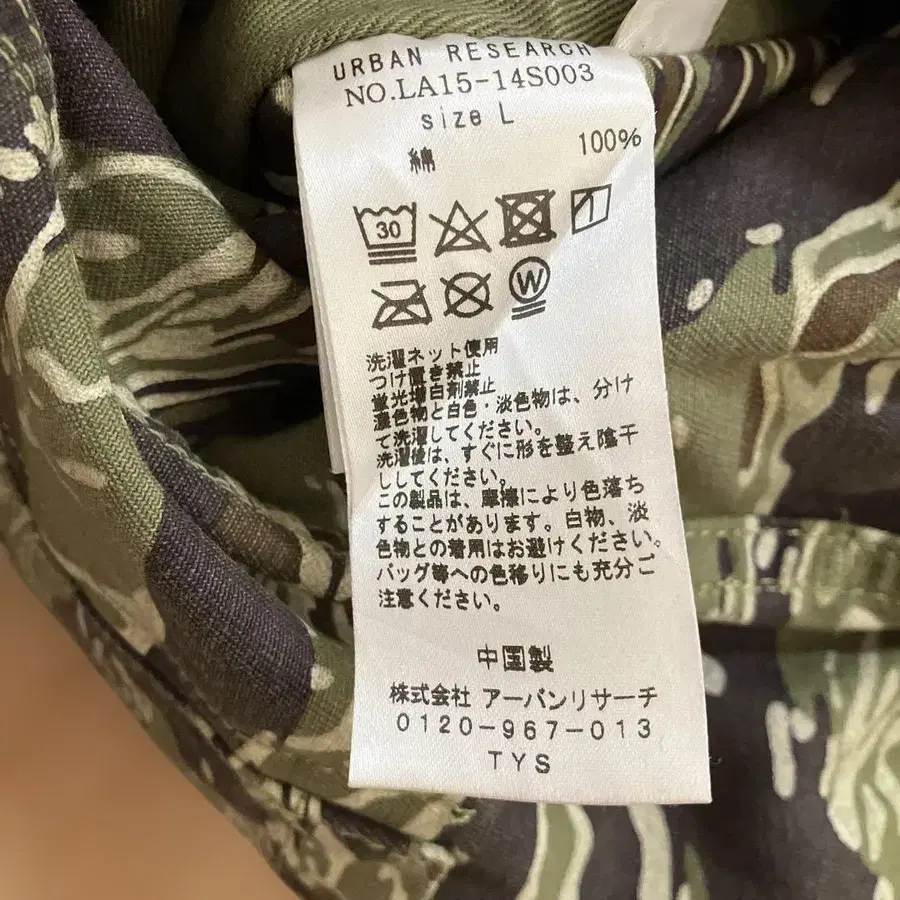 URBAN RESEARCH
NO.LA15-14S003
size L
綿 100%
30
W
洗濯ネット使用
つけ置き禁止
蛍光増白剤禁止
濃色物と白色・淡色物は、分け
て洗濯してください。
洗濯後は、すぐに形を整え陰干
ししてください。
この製品は、摩擦により色落ち
することがあります。白物、淡
色物との着用はお避けください。
バッグ等への色移りにも充分ご
注意ください。
中国製
株式会社 アーバンリサーチ
0120-967-013
TYS